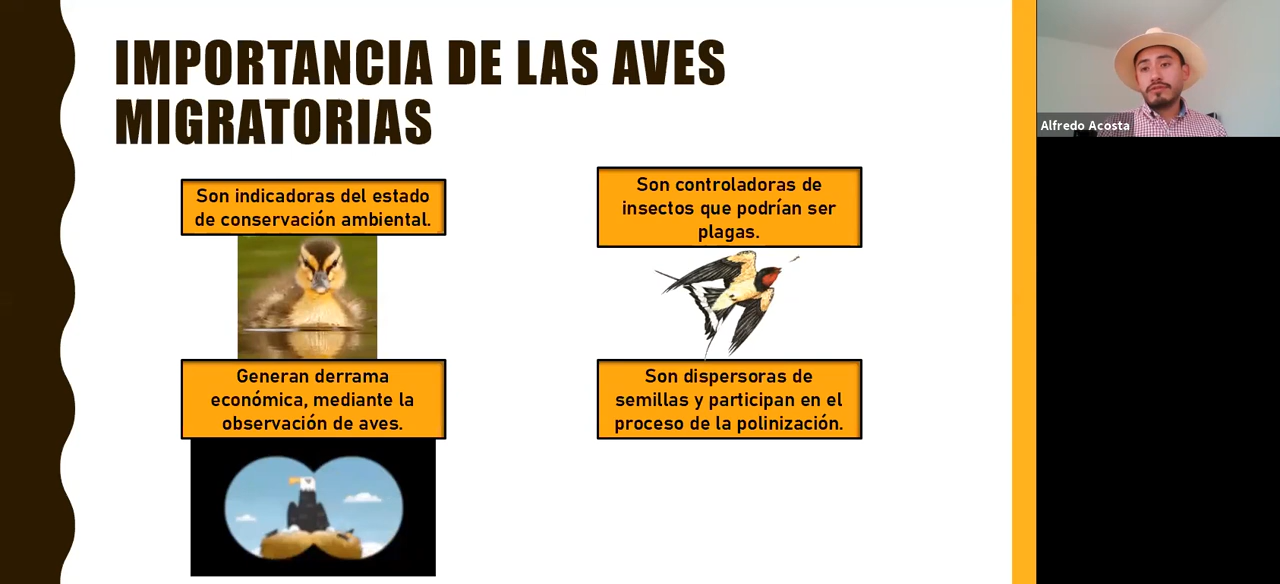 IMPORTANCIA DE LAS AVES
MIGRATORIAS
Son indicadoras del estado
de conservación ambiental.
Son controladoras de
insectos que podrían ser
plagas.
Generan derrama
económica, mediante la
observación de aves.
Son dispersoras de
semillas y participan en el
proceso de la polinización.
Alfredo Acosta